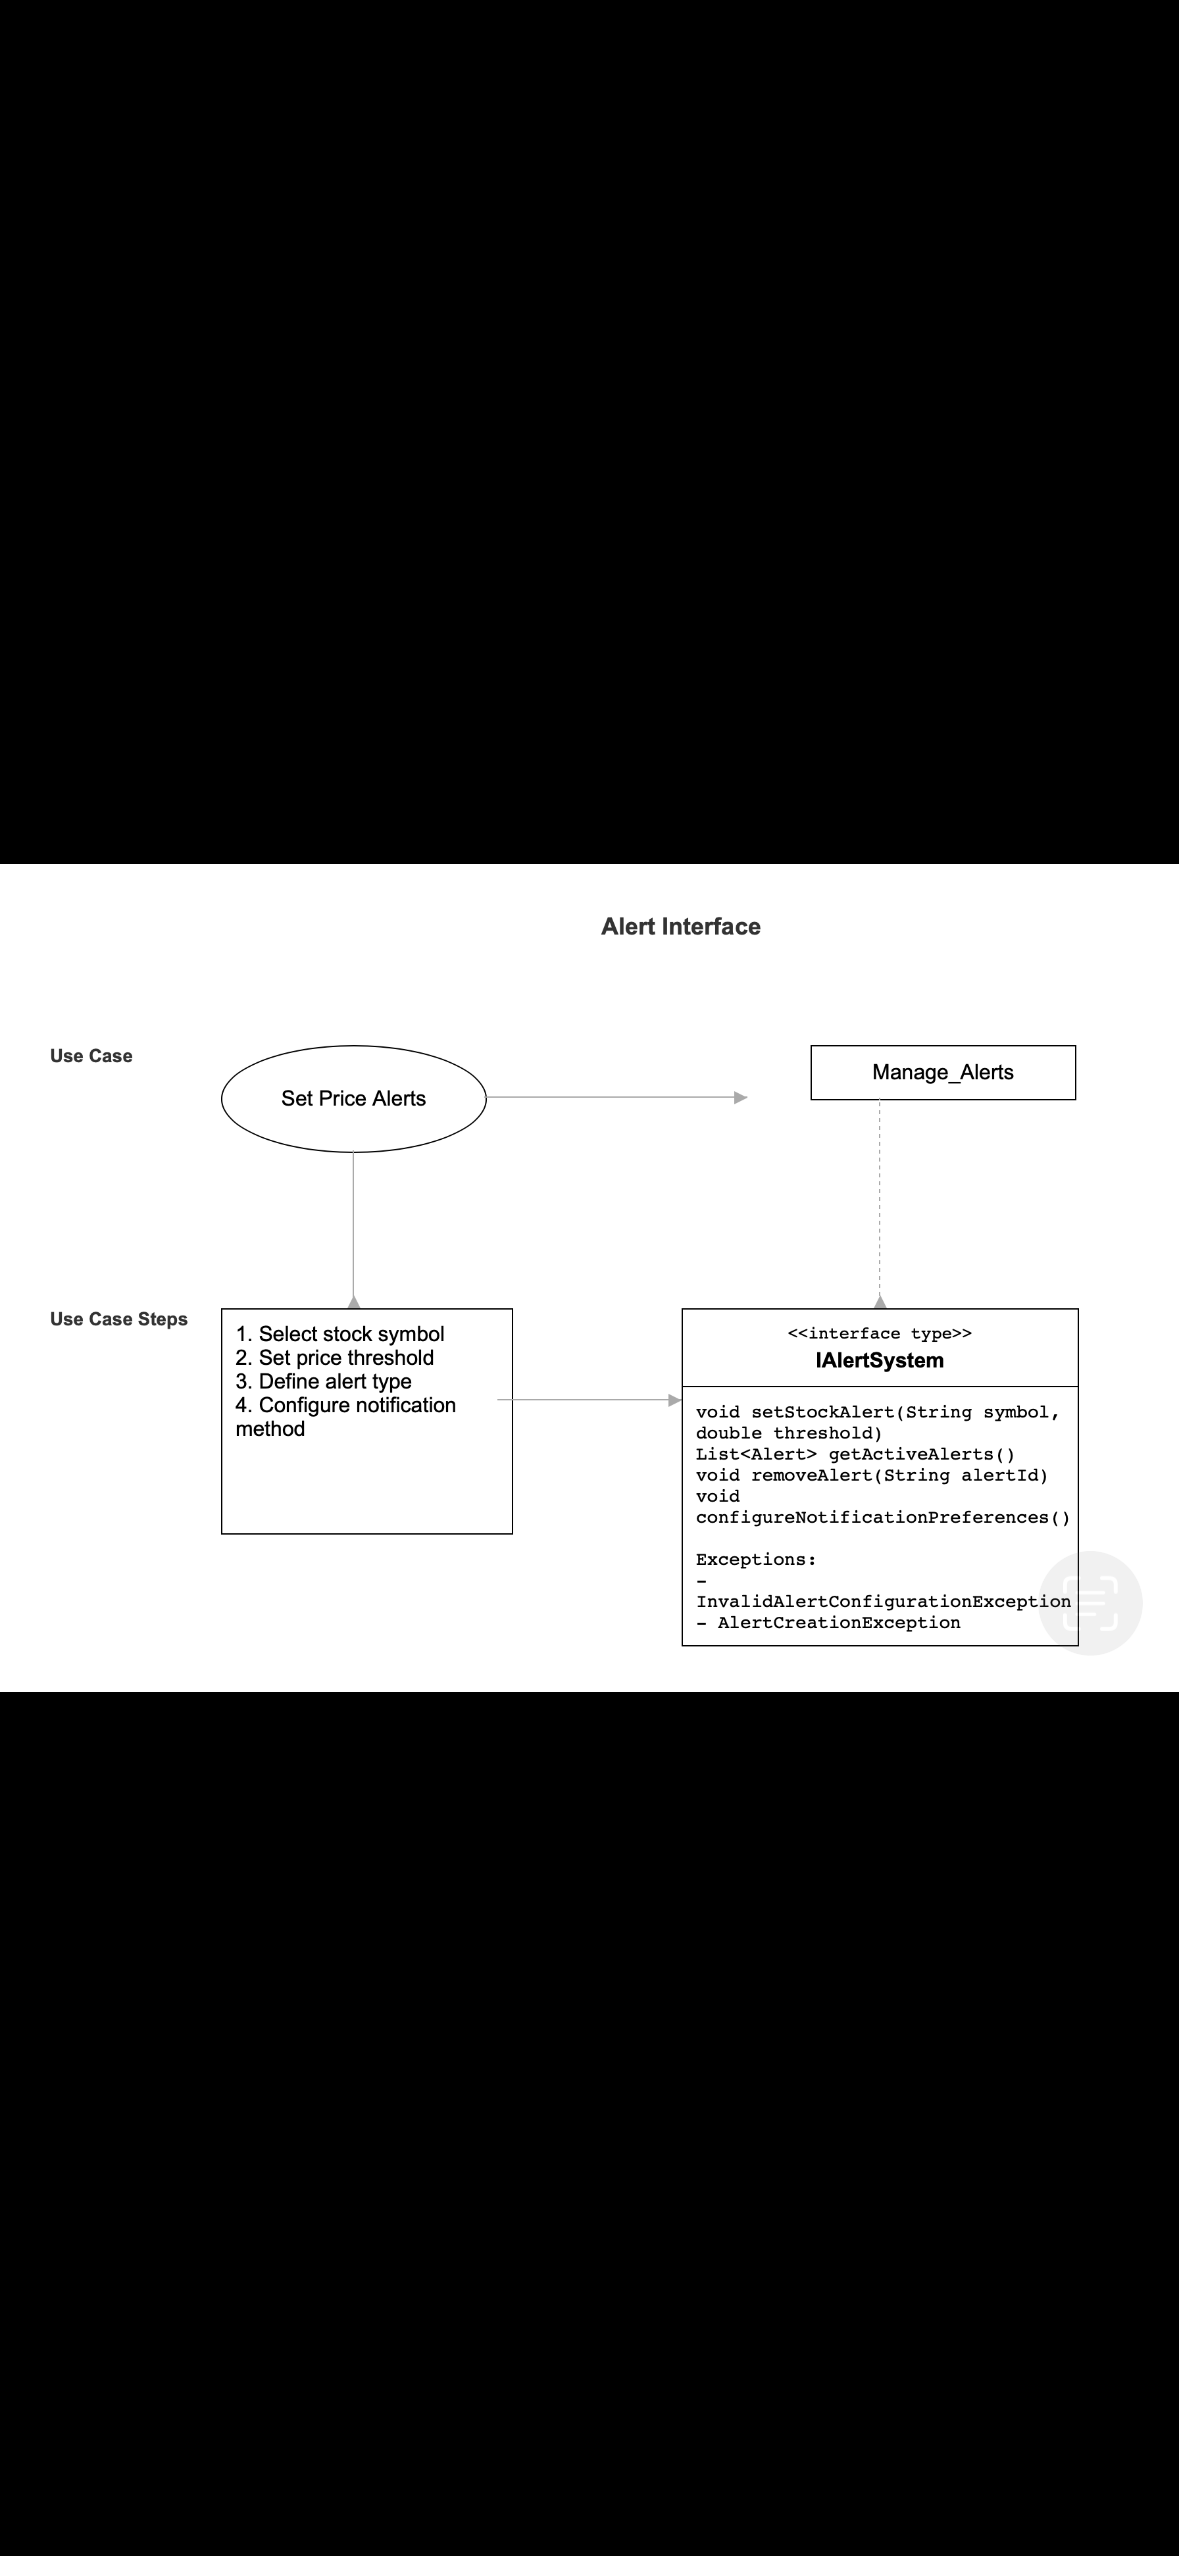 Alert Interface
Use Case
Set Price Alerts
Manage_Alerts
Use Case Steps
1. Select stock symbol
2. Set price threshold
3. Define alert type
4. Configure notification
method
<<interface type>>
IAlertSystem
void setStockAlert(String symbol,
double threshold)
List<Alert> getActiveAlerts()
void removeAlert(String alertId)
void
configureNotificationPreferences()
Exceptions:
-
InvalidAlertConfigurationException
- AlertCreationException